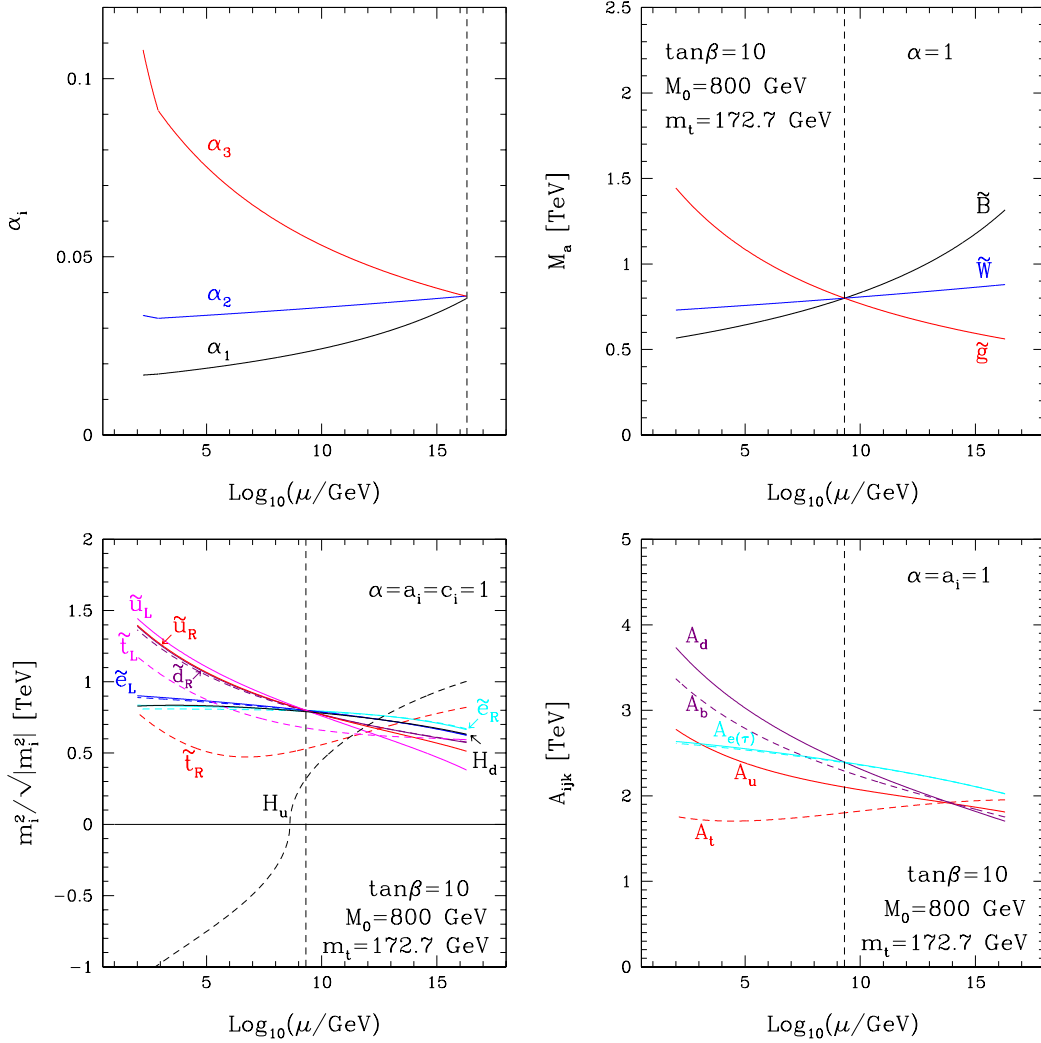 0.1
0.05
0
α_i
α_3
α_2
α_1
5
10
15
Log_10(μ/GeV)
2.5
2
1.5
1
0.5
0
M_a [TeV]
tanβ=10
α=1
M_0=800 GeV
m_t=172.7 GeV
B̃
W̃
g̃
5
10
15
Log_10(μ/GeV)
2
1.5
1
0.5
0
-0.5
-1
m_i^2/√|m_i^2| [TeV]
α=a_i=c_i=1
ũ_L
ũ_R
t̃_L
d̃_R
ẽ_L
ẽ_R
t̃_R
H_d
H_u
tanβ=10
M_0=800 GeV
m_t=172.7 GeV
5
10
15
Log_10(μ/GeV)
5
4
3
2
1
0
A_ijk [TeV]
α=a_i=1
A_d
A_b
A_e(τ)
A_u
A_t
tanβ=10
M_0=800 GeV
m_t=172.7 GeV
5
10
15
Log_10(μ/GeV)